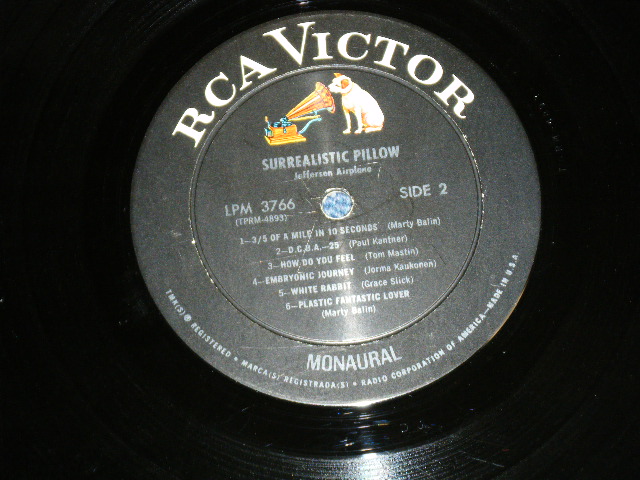 RCA VICTOR
SURREALISTIC PILLOW
Jefferson Airplane
LPM 3766
(TPRM-4893)
SIDE 2
1—3/5 OF A MILE IN 10 SECONDS (Marty Balin)
2—D.C.B.A.—25 (Paul Kantner)
3—HOW DO YOU FEEL (Tom Mastin)
4—EMBRYONIC JOURNEY (Jorma Kaukonen)
5—WHITE RABBIT (Grace Slick)
6—PLASTIC FANTASTIC LOVER
(Marty Balin)
MONAURAL
TMK(S) ® REGISTERED • MARCA(S) REGISTRADA(S) • RADIO CORPORATION OF AMERICA—MADE IN U.S.A.